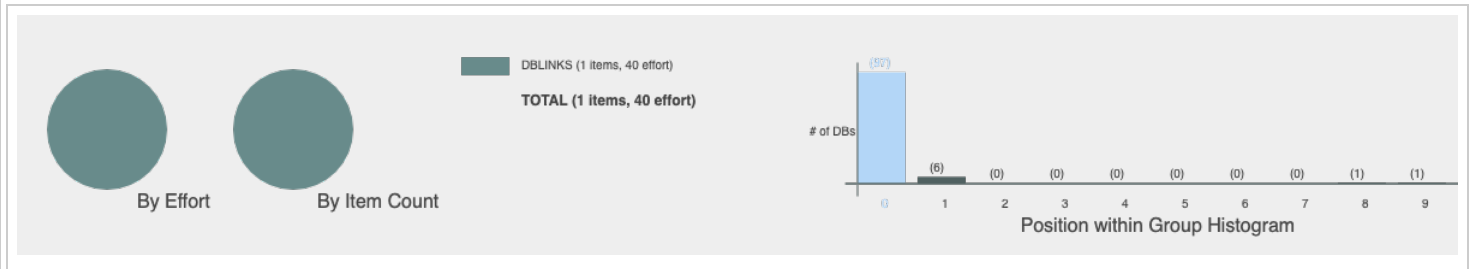 DBLINKS (1 items, 40 effort)
TOTAL (1 items, 40 effort)
By Effort
By Item Count
# of DBs
(97)
(6)
(0)
(0)
(0)
(0)
(0)
(0)
(1)
(1)
1 2 3 4 5 6 7 8 9
Position within Group Histogram